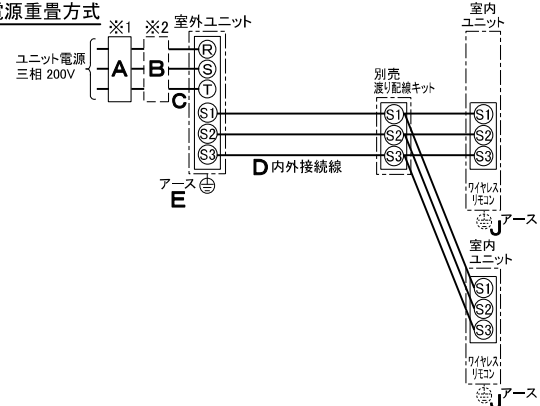 電源重畳方式
※1
※2
ユニット電源
三相 200V
A
B
C
室外ユニット
R
S
T
S1
S2
S3
アース
E
D 内外接続線
別売
渡り配線キット
S1
S2
S3
室内
ユニット
S1
S2
S3
ワイヤレス
リモコン
J アース
室内
ユニット
S1
S2
S3
ワイヤレス
リモコン
J アース